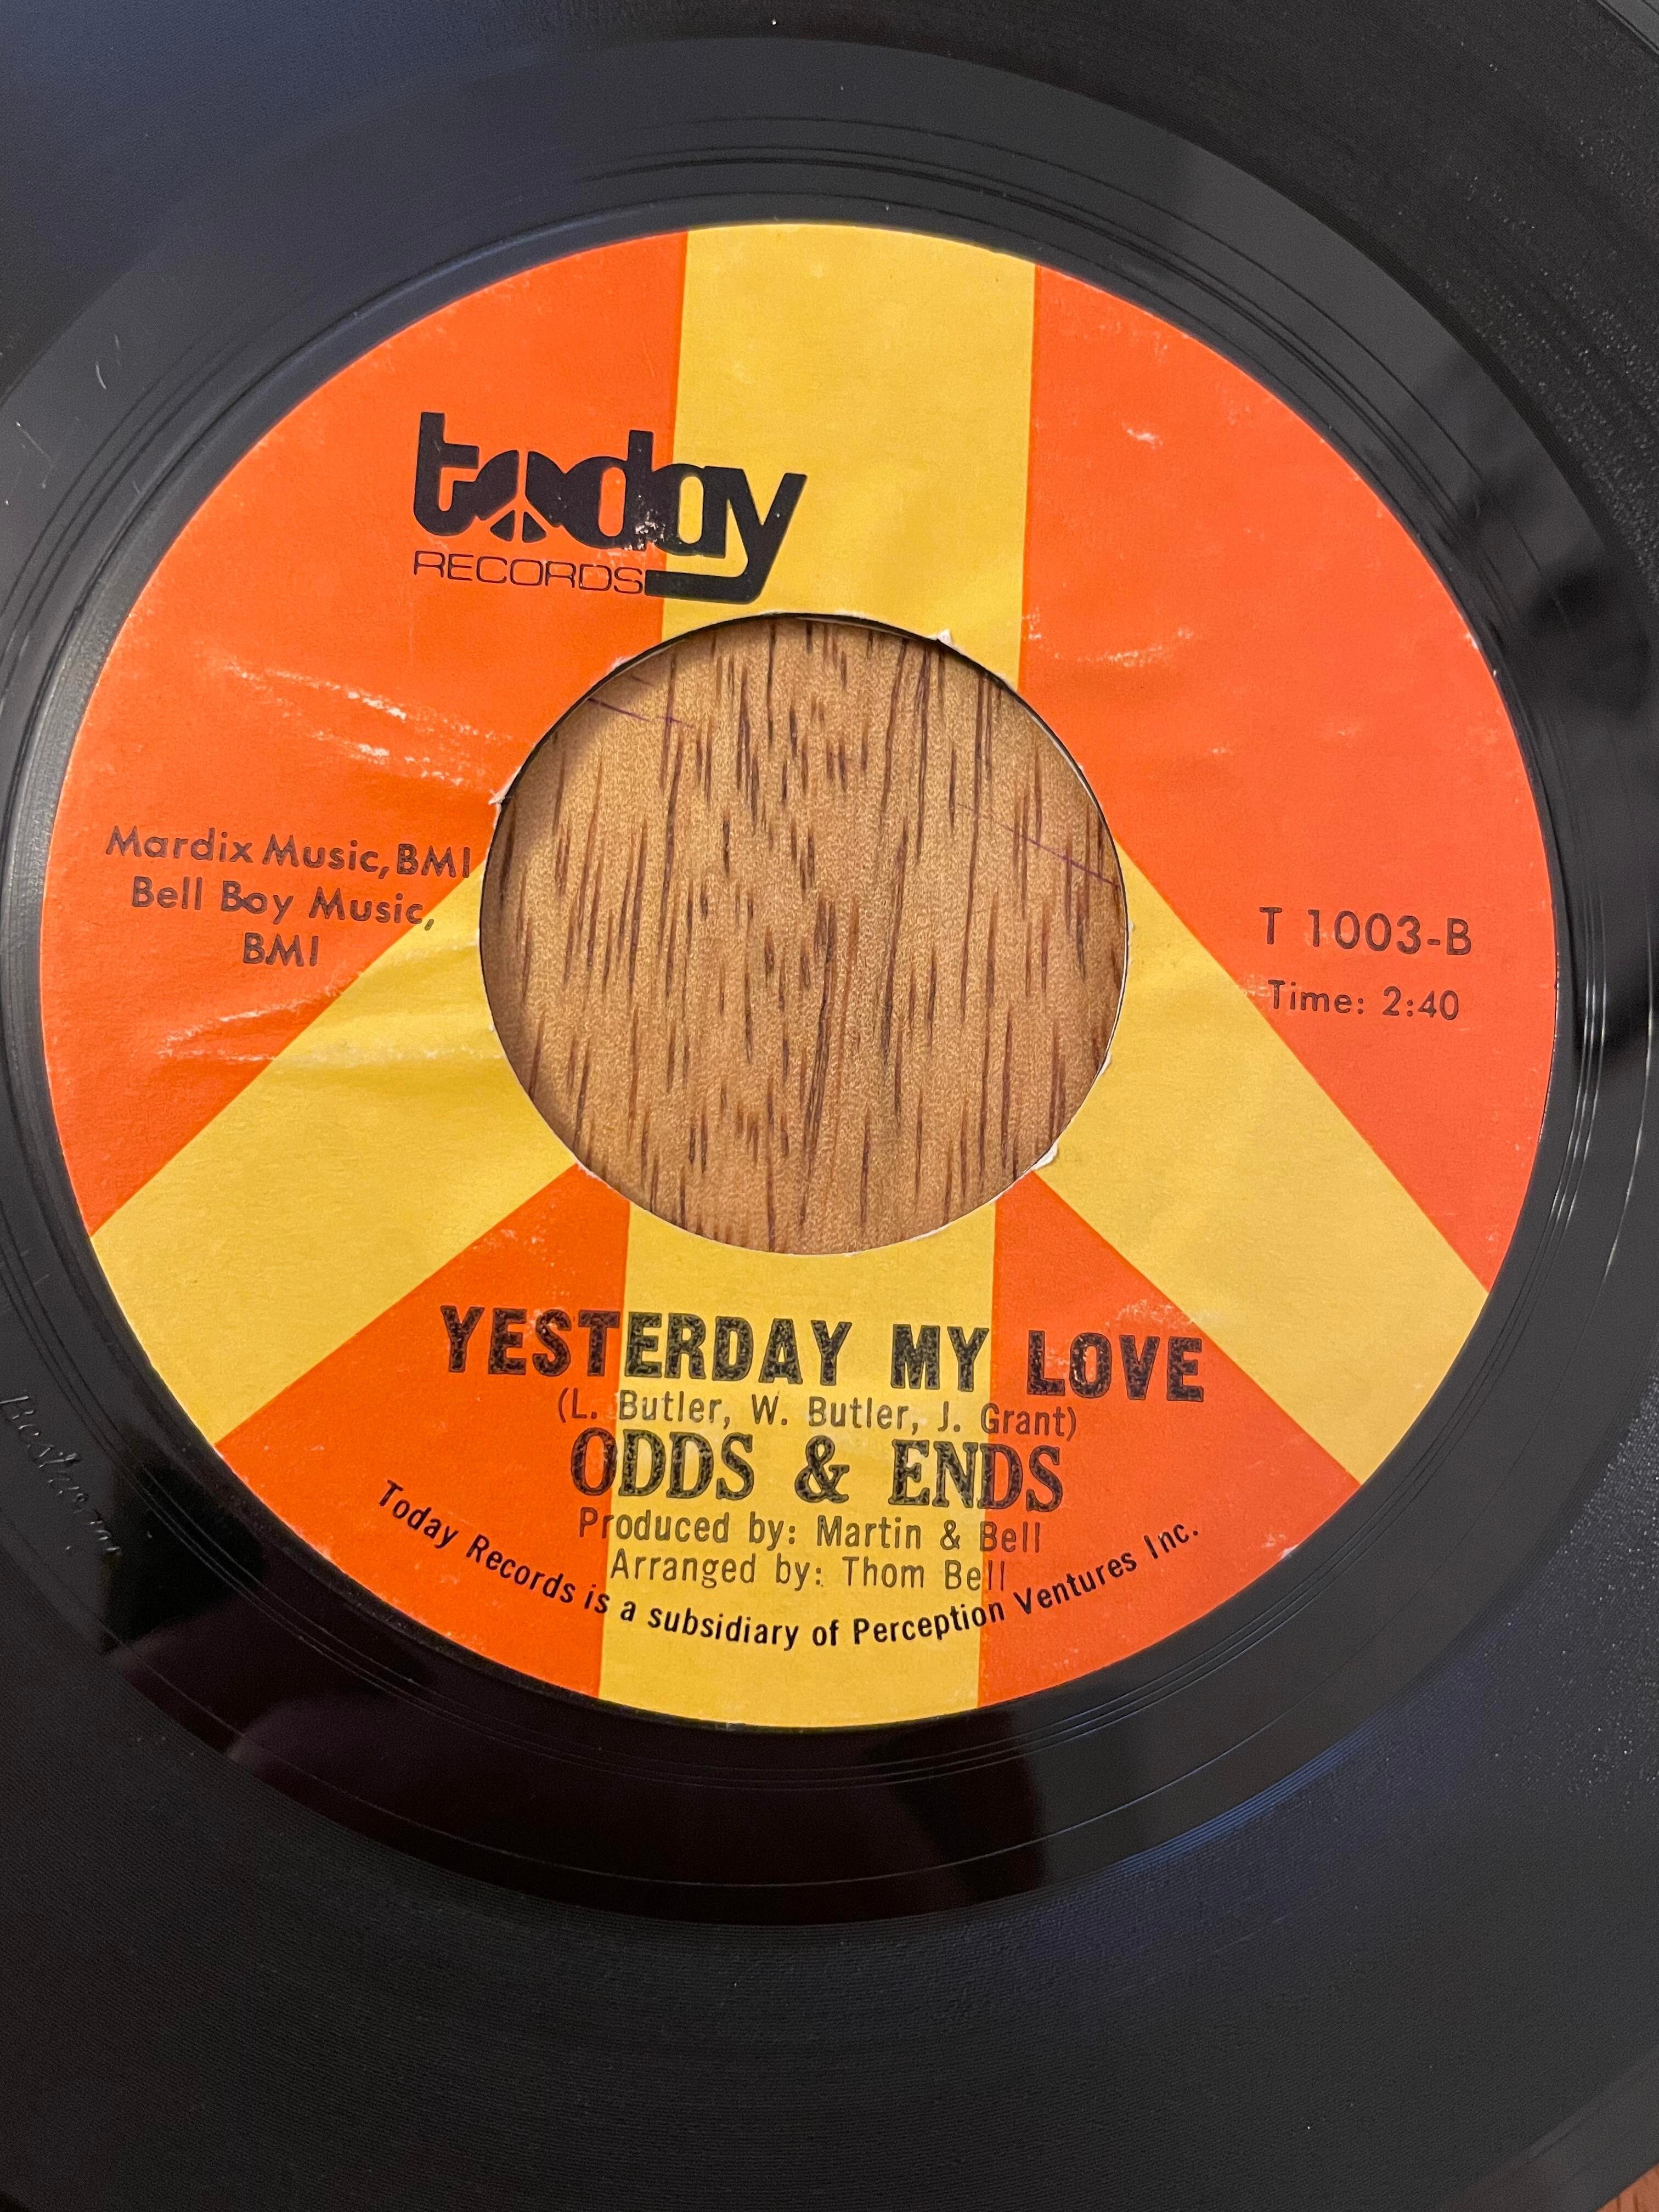 today
RECORDS
Mardix Music, BMI
Bell Boy Music,
BMI
T 1003-B
Time: 2:40
YESTERDAY MY LOVE
(L. Butler, W. Butler, J. Grant)
ODDS & ENDS
Produced by: Martin & Bell
Arranged by: Thom Bell
Today Records is a subsidiary of Perception Ventures Inc.